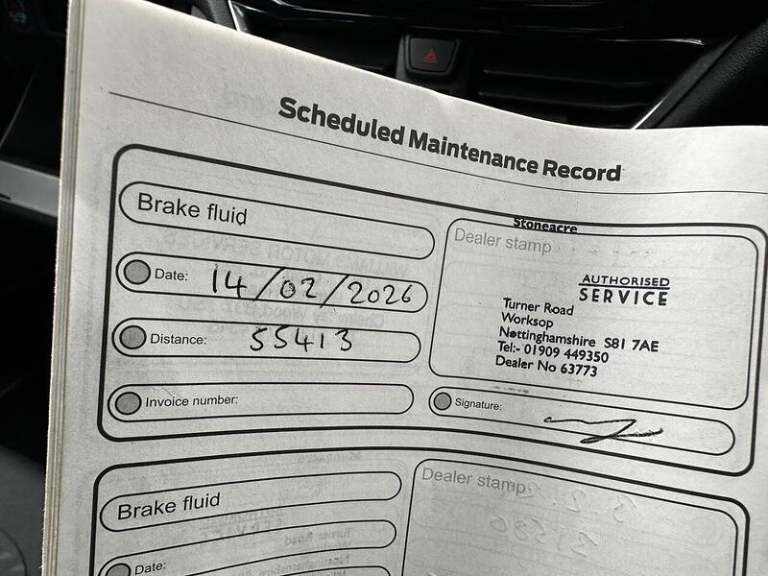 Scheduled Maintenance Record
Brake fluid
Date: 14/02/2026
Distance: 55413
Invoice number:
Stoneacre
Dealer stamp
AUTHORISED
SERVICE
Turner Road
Worksop
Nottinghamshire S81 7AE
Tel:- 01909 449350
Dealer No 63773
Signature:
Brake fluid
Date:
Dealer stamp